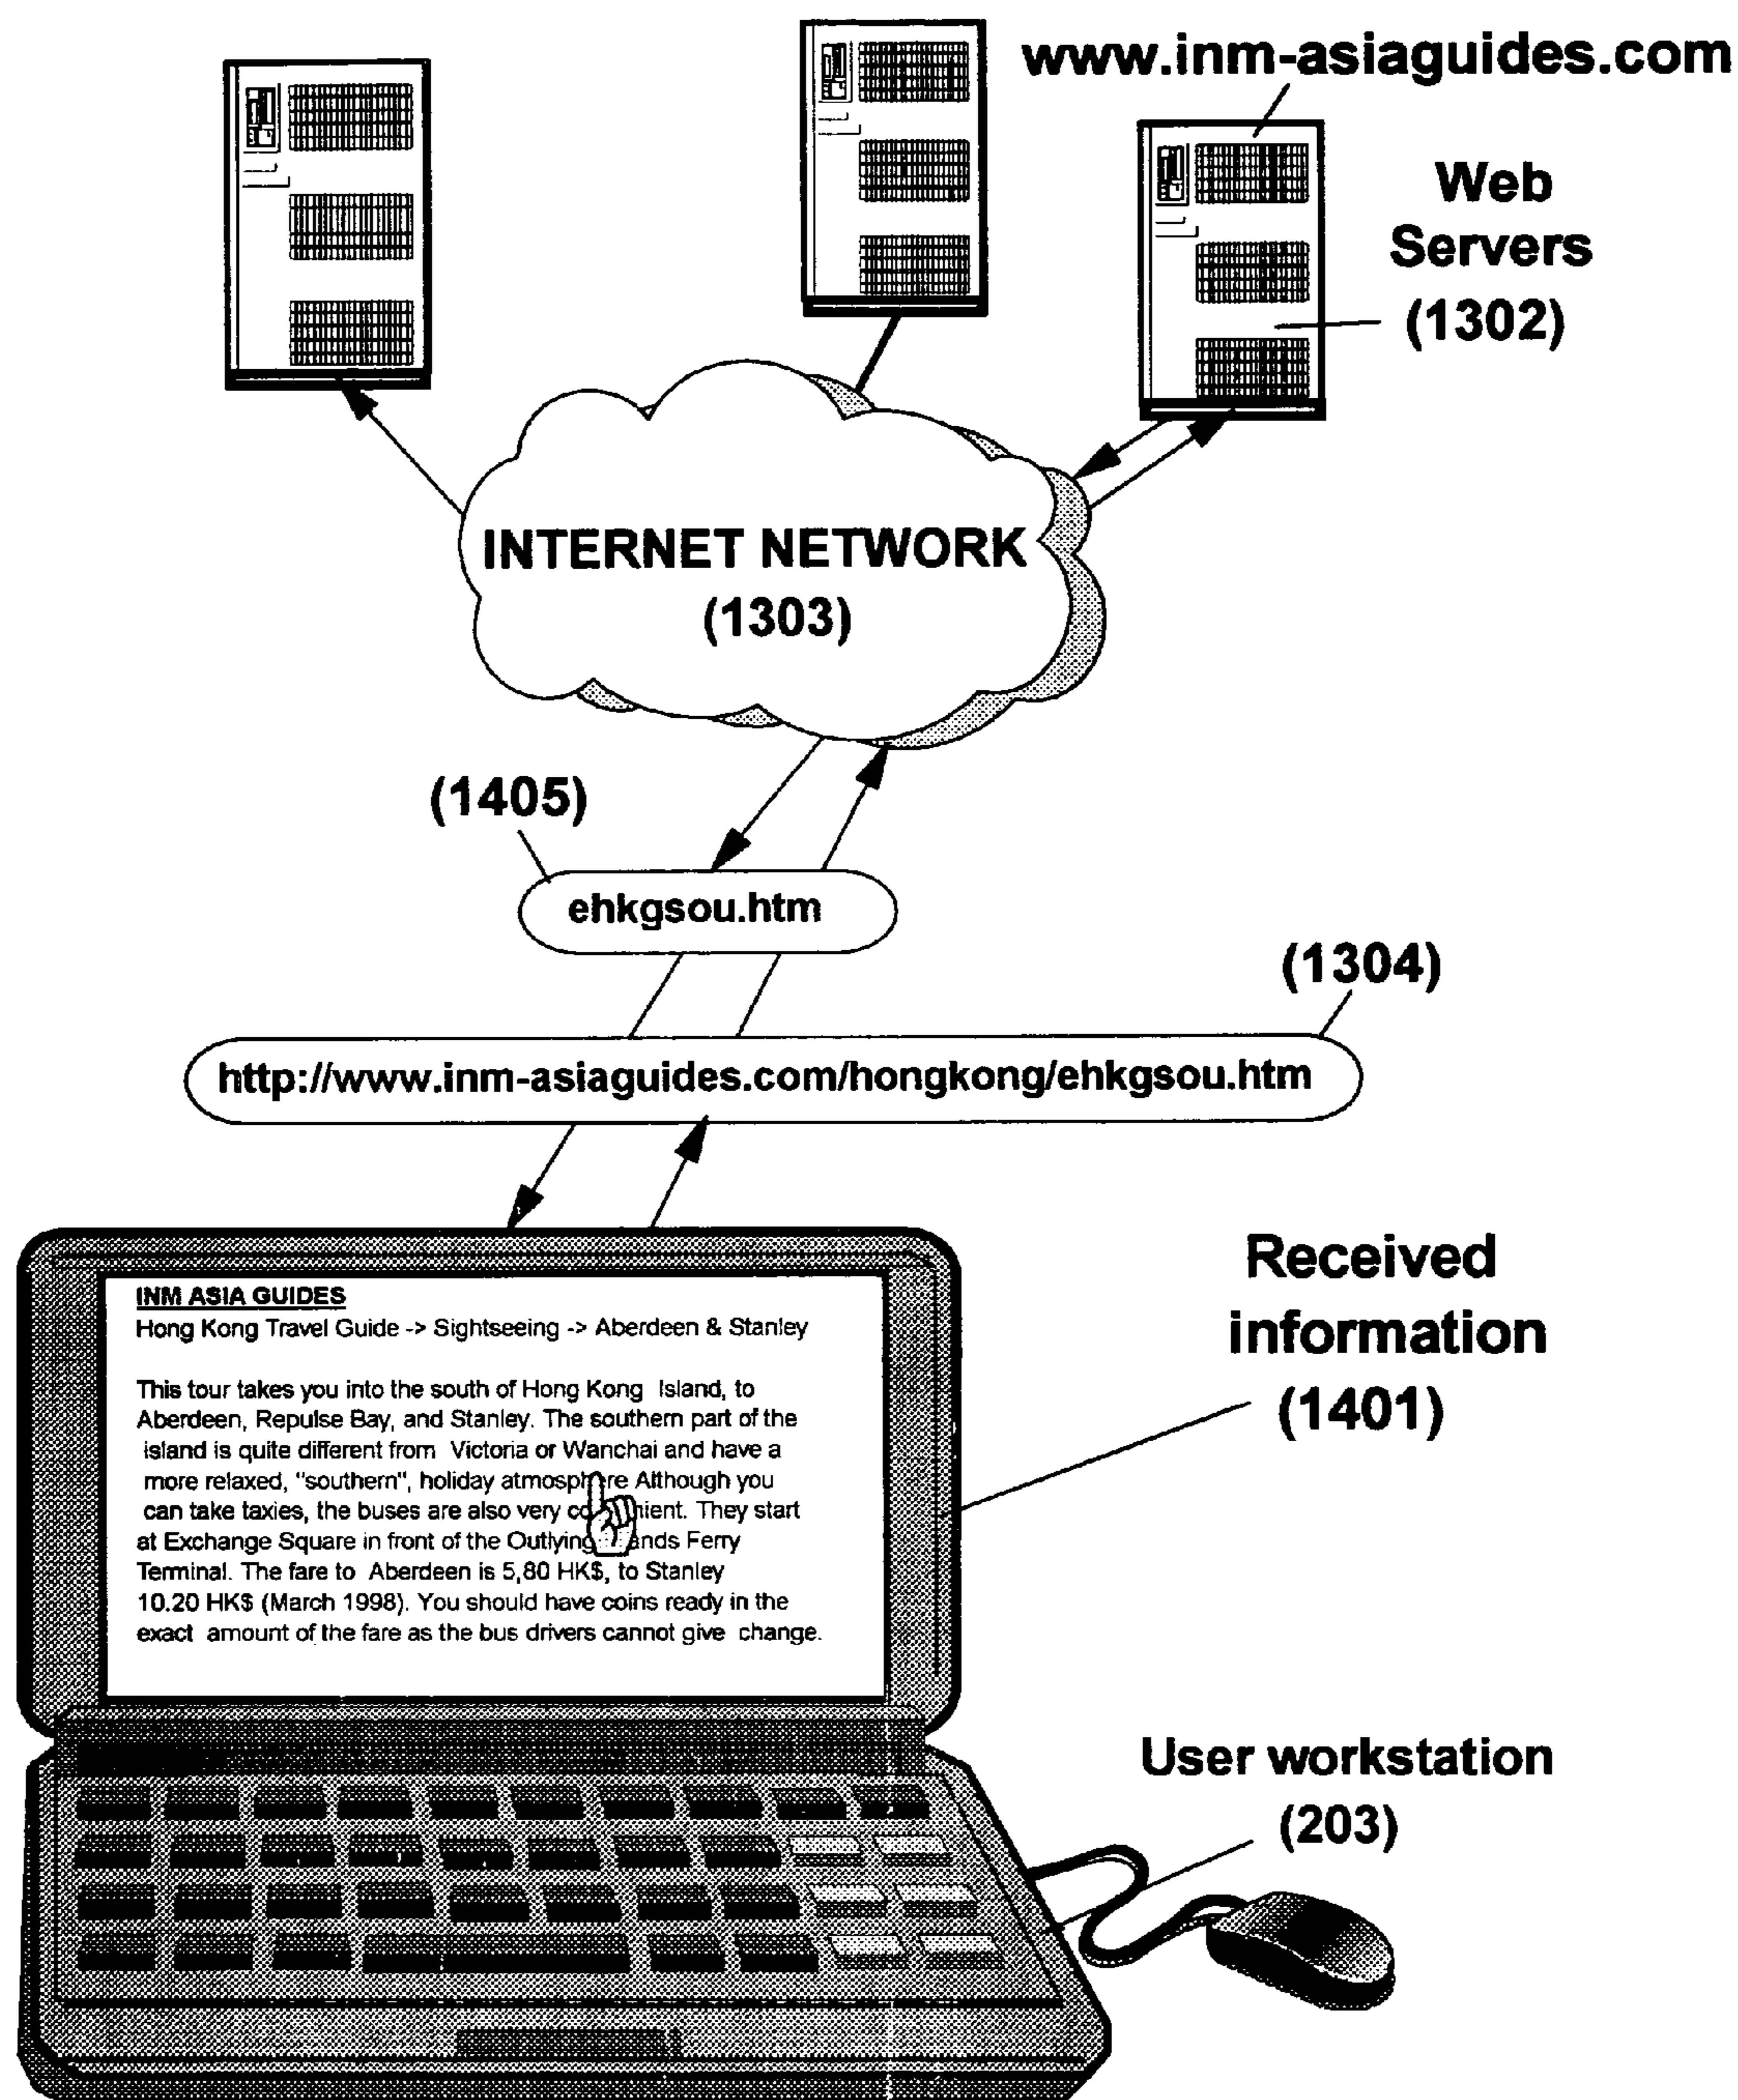 www.inm-asiaguides.com
Web
Servers
(1302)
INTERNET NETWORK
(1303)
(1405)
ehkgsou.htm
(1304)
http://www.inm-asiaguides.com/hongkong/ehkgsou.htm
Received
information
(1401)
INM ASIA GUIDES
Hong Kong Travel Guide -> Sightseeing -> Aberdeen & Stanley
This tour takes you into the south of Hong Kong Island, to
Aberdeen, Repulse Bay, and Stanley. The southern part of the
island is quite different from Victoria or Wanchai and have a
more relaxed, "southern", holiday atmosphere Although you
can take taxies, the buses are also very convenient. They start
at Exchange Square in front of the Outlying Islands Ferry
Terminal. The fare to Aberdeen is 5,80 HK$, to Stanley
10.20 HK$ (March 1998). You should have coins ready in the
exact amount of the fare as the bus drivers cannot give change.
User workstation
(203)